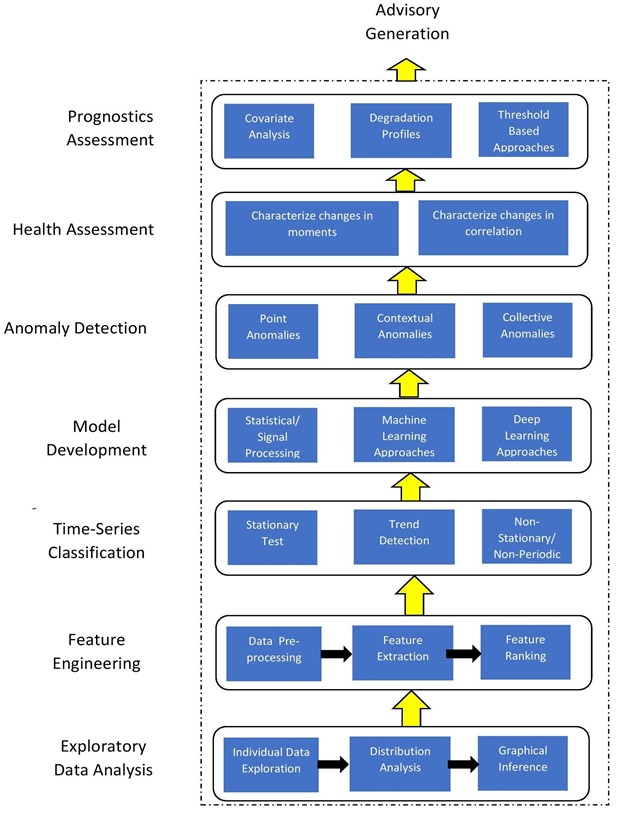 Advisory
Generation
Prognostics
Assessment
Covariate
Analysis
Degradation
Profiles
Threshold
Based
Approaches
Health Assessment
Characterize changes in
moments
Characterize changes in
correlation
Anomaly Detection
Point
Anomalies
Contextual
Anomalies
Collective
Anomalies
Model
Development
Statistical/
Signal
Processing
Machine
Learning
Approaches
Deep
Learning
Approaches
Time-Series
Classification
Stationary
Test
Trend
Detection
Non-
Stationary/
Non-Periodic
Feature
Engineering
Data Pre-
processing
Feature
Extraction
Feature
Ranking
Exploratory
Data Analysis
Individual Data
Exploration
Distribution
Analysis
Graphical
Inference